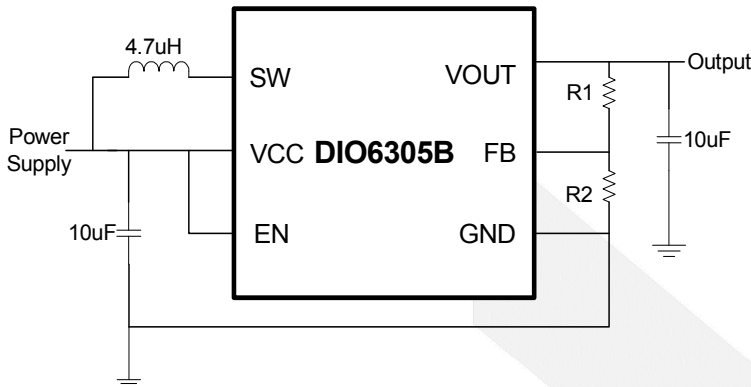 4.7uH
SW
VOUT
Output
R1
Power
Supply
VCC
DIO6305B
FB
10uF
R2
10uF
EN
GND